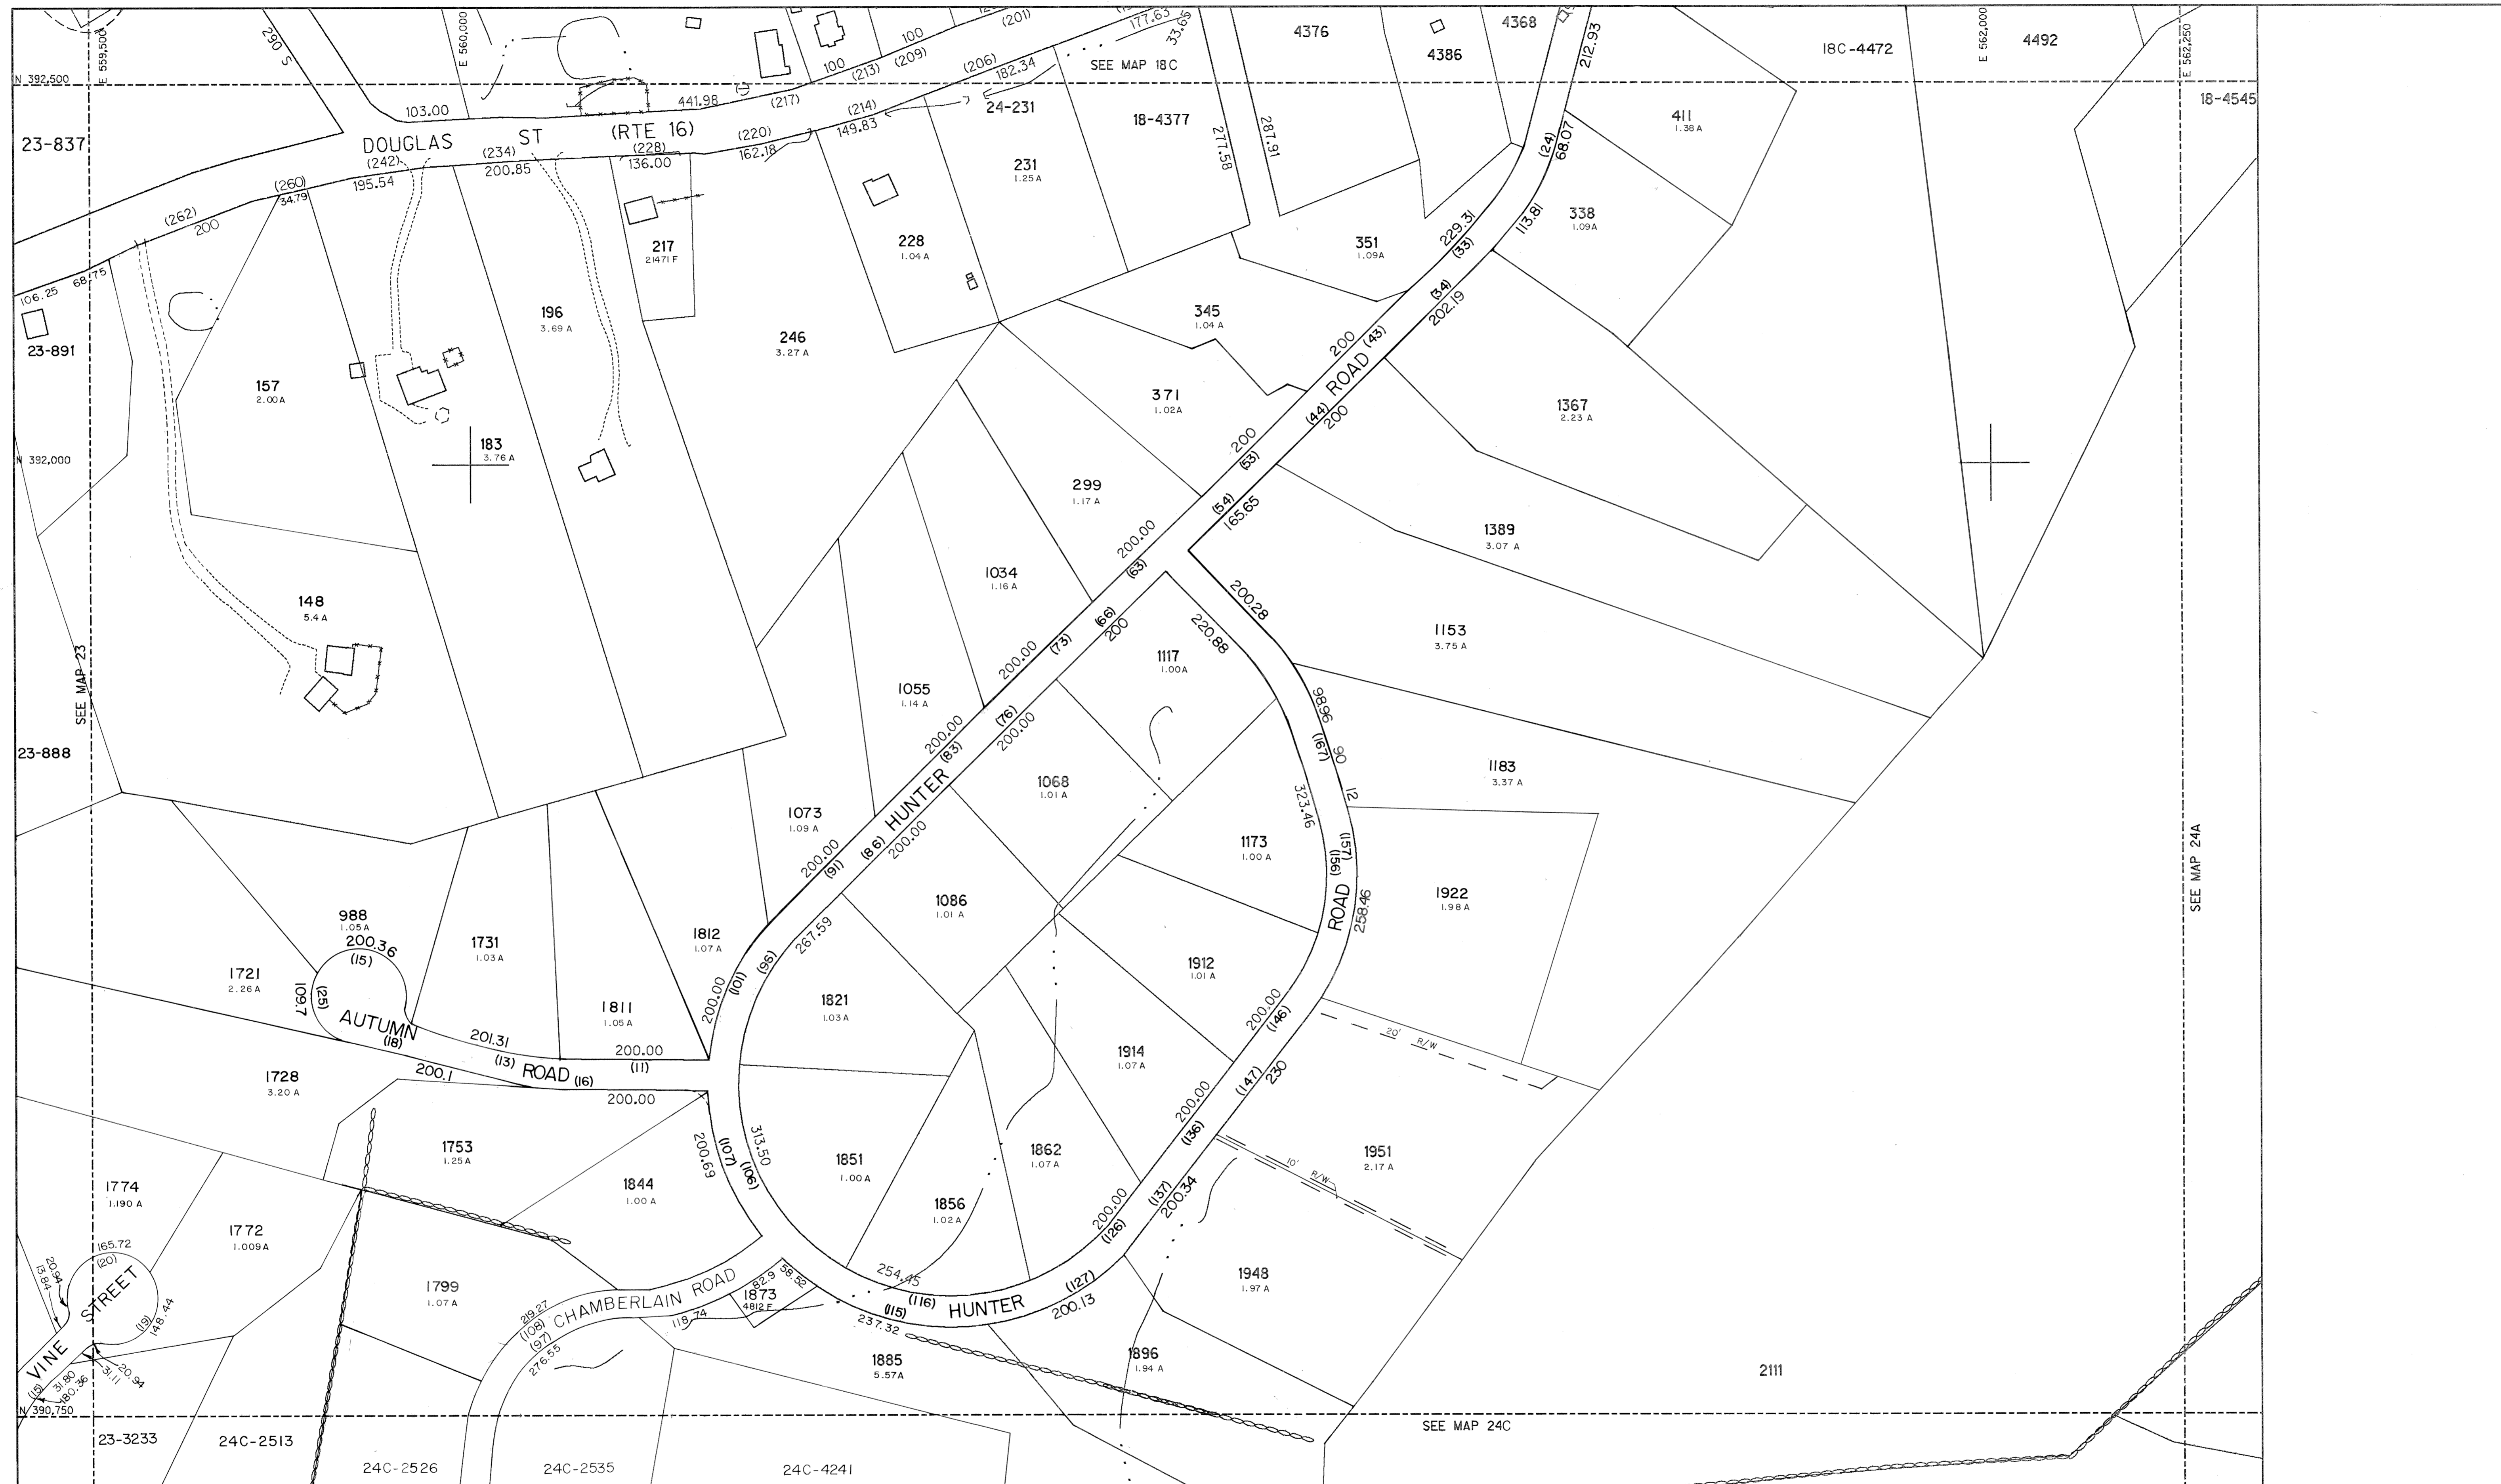 E 559,500
290 S
E 560,000
100
(201)
177.63
33.65
4376
4386
4368
212.93
18C-4472
E 562,000
4492
E 562,250
N 392,500
SEE MAP 18C
(213)
(209)
100
(206)
182.34
18-4545
103.00
441.98
(217)
(214)
149.83
24-231
18-4377
277.58
287.91
411
1.38 A
(24)
68.07
23-837
DOUGLAS ST (RTE 16)
(220)
162.18
(228)
136.00
(234)
200.85
(242)
195.54
(260)
34.79
(262)
200
68.75
106.25
231
1.25 A
338
1.09A
113.81
217
21471 F
228
1.04 A
351
1.09A
229.31
(33)
(34)
202.19
23-891
157
2.00 A
196
3.69 A
246
3.27 A
345
1.04 A
200
(43)
ROAD
371
1.02A
(44)
200
1367
2.23 A
N 392,000
183
3.76 A
200
(53)
(54)
165.65
299
1.17 A
1389
3.07 A
200.00
(63)
1034
1.16 A
148
5.4 A
200.28
220.88
(66)
200
1153
3.75 A
1117
1.00A
SEE MAP 23
200.00
(73)
1055
1.14 A
98.96
(167)
90
12
(76)
200.00
23-888
200.00
(83)
1183
3.37 A
1068
1.01 A
323.46
HUNTER
1073
1.09 A
200.00
(91)
(86)
200.00
1173
1.00 A
(157)
(156)
ROAD
258.46
SEE MAP 24A
1922
1.98 A
1086
1.01 A
988
1.05A
200.36
(15)
1731
1.03 A
1812
1.07 A
267.59
(96)
(101)
200.00
1721
2.26 A
109.7
(25)
AUTUMN
(18)
1912
1.01 A
1811
1.05 A
1821
1.03 A
200.00
(146)
20'
R/W
201.31
(13)
ROAD
(16)
200.00
(11)
200.1
200.00
1914
1.07 A
1728
3.20 A
(147)
230
200.00
(136)
1753
1.25 A
200.69
(107)
(106)
313.50
1851
1.00 A
1862
1.07 A
1951
2.17 A
10'
R/W
1774
1.190 A
1844
1.00 A
1856
1.02 A
(137)
200.34
200.00
(126)
1772
1.009A
165.72
(20)
20.94
13.84
STREET
(19)
148.44
1799
1.07 A
1948
1.97 A
254.45
(116)
HUNTER
(127)
200.13
(115)
237.32
58.52
82.9
1873
4812 F
CHAMBERLAIN ROAD
118.74
219.27
(108)
(97)
276.55
VINE
(15)
31.80
180.36
31.11
20.94
1885
5.57A
1896
1.94 A
2111
N 390,750
SEE MAP 24C
23-3233
24C-2513
24C-2526
24C-2535
24C-4241